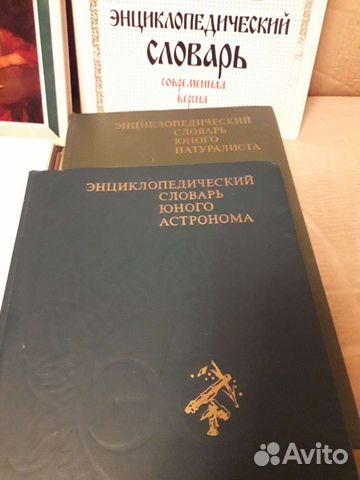 ЭНЦИКЛОПЕДИЧЕСКИЙ
СЛОВАРЬ
СОВРЕМЕННАЯ
ВЕРСИЯ
ЭНЦИКЛОПЕДИЧЕСКИЙ
СЛОВАРЬ
ЮНОГО
НАТУРАЛИСТА
ЭНЦИКЛОПЕДИЧЕСКИЙ
СЛОВАРЬ
ЮНОГО
АСТРОНОМА
Avito